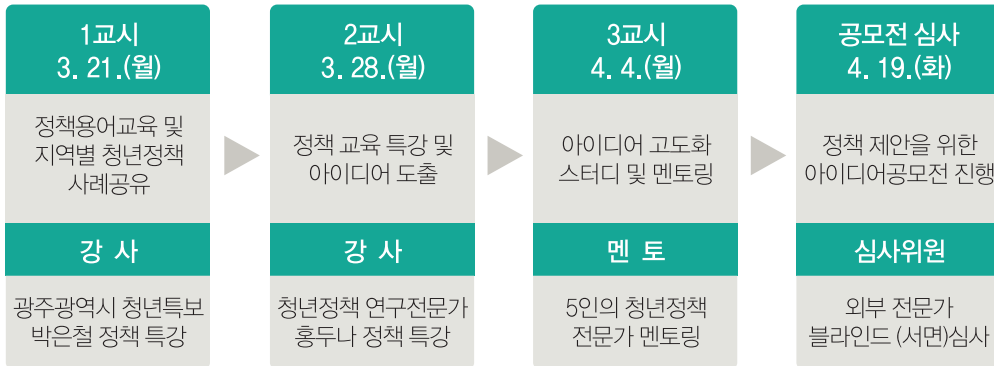 1교시
3. 21.(월)
정책용어교육 및
지역별 청년정책
사례공유
강 사
광주광역시 청년특보
박은철 정책 특강
2교시
3. 28.(월)
정책 교육 특강 및
아이디어 도출
강 사
청년정책 연구전문가
홍두나 정책 특강
3교시
4. 4.(월)
아이디어 고도화
스터디 및 멘토링
멘 토
5인의 청년정책
전문가 멘토링
공모전 심사
4. 19.(화)
정책 제안을 위한
아이디어공모전 진행
심사위원
외부 전문가
블라인드 (서면)심사